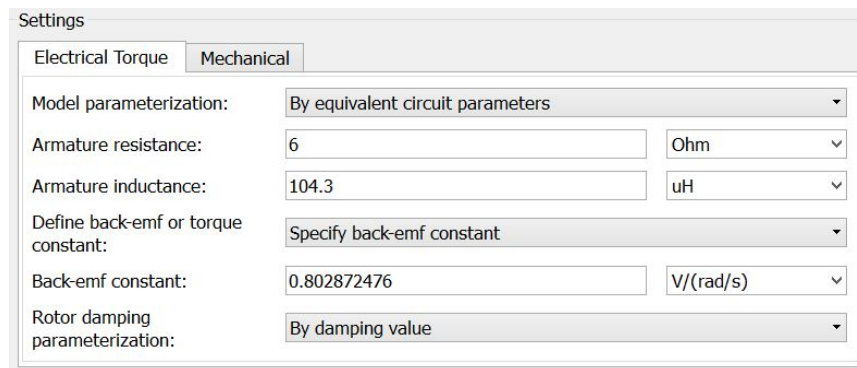 Settings
Electrical Torque Mechanical
Model parameterization: By equivalent circuit parameters
Armature resistance: 6 Ohm
Armature inductance: 104.3 uH
Define back-emf or torque
constant: Specify back-emf constant
Back-emf constant: 0.802872476 V/(rad/s)
Rotor damping
parameterization: By damping value